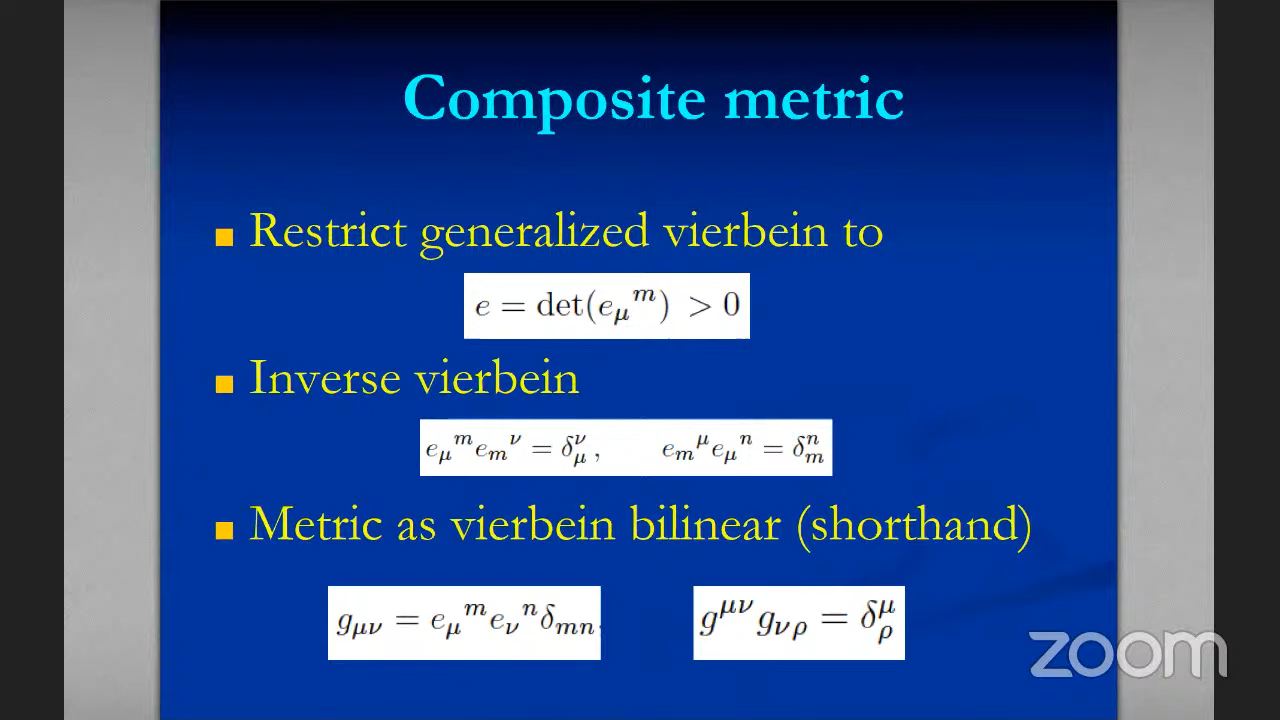 Composite metric
■ Restrict generalized vierbein to
e = det(e_μ^m) > 0
■ Inverse vierbein
e_μ^m e_m^ν = δ_μ^ν , e_m^μ e_μ^n = δ_m^n
■ Metric as vierbein bilinear (shorthand)
g_μν = e_μ^m e_ν^n δ_mn, g^μν g_νρ = δ_ρ^μ
zoom